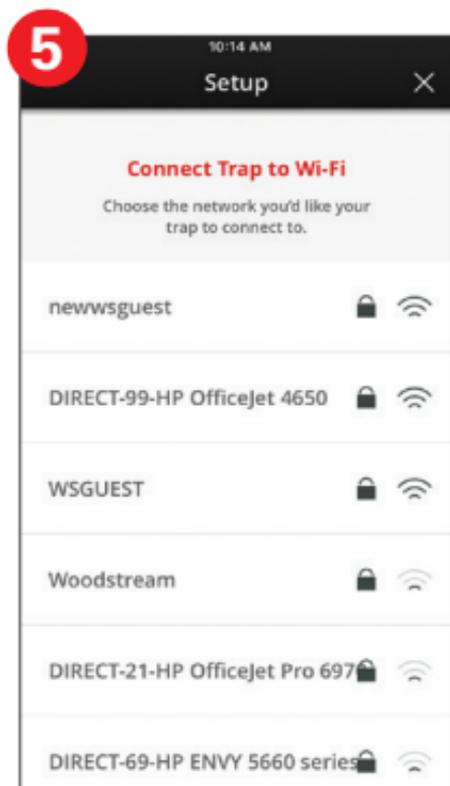 5
10:14 AM
Setup
Connect Trap to Wi-Fi
Choose the network you'd like your
trap to connect to.
newwsguest
DIRECT-99-HP OfficeJet 4650
WSGUEST
Woodstream
DIRECT-21-HP OfficeJet Pro 697
DIRECT-69-HP ENVY 5660 series